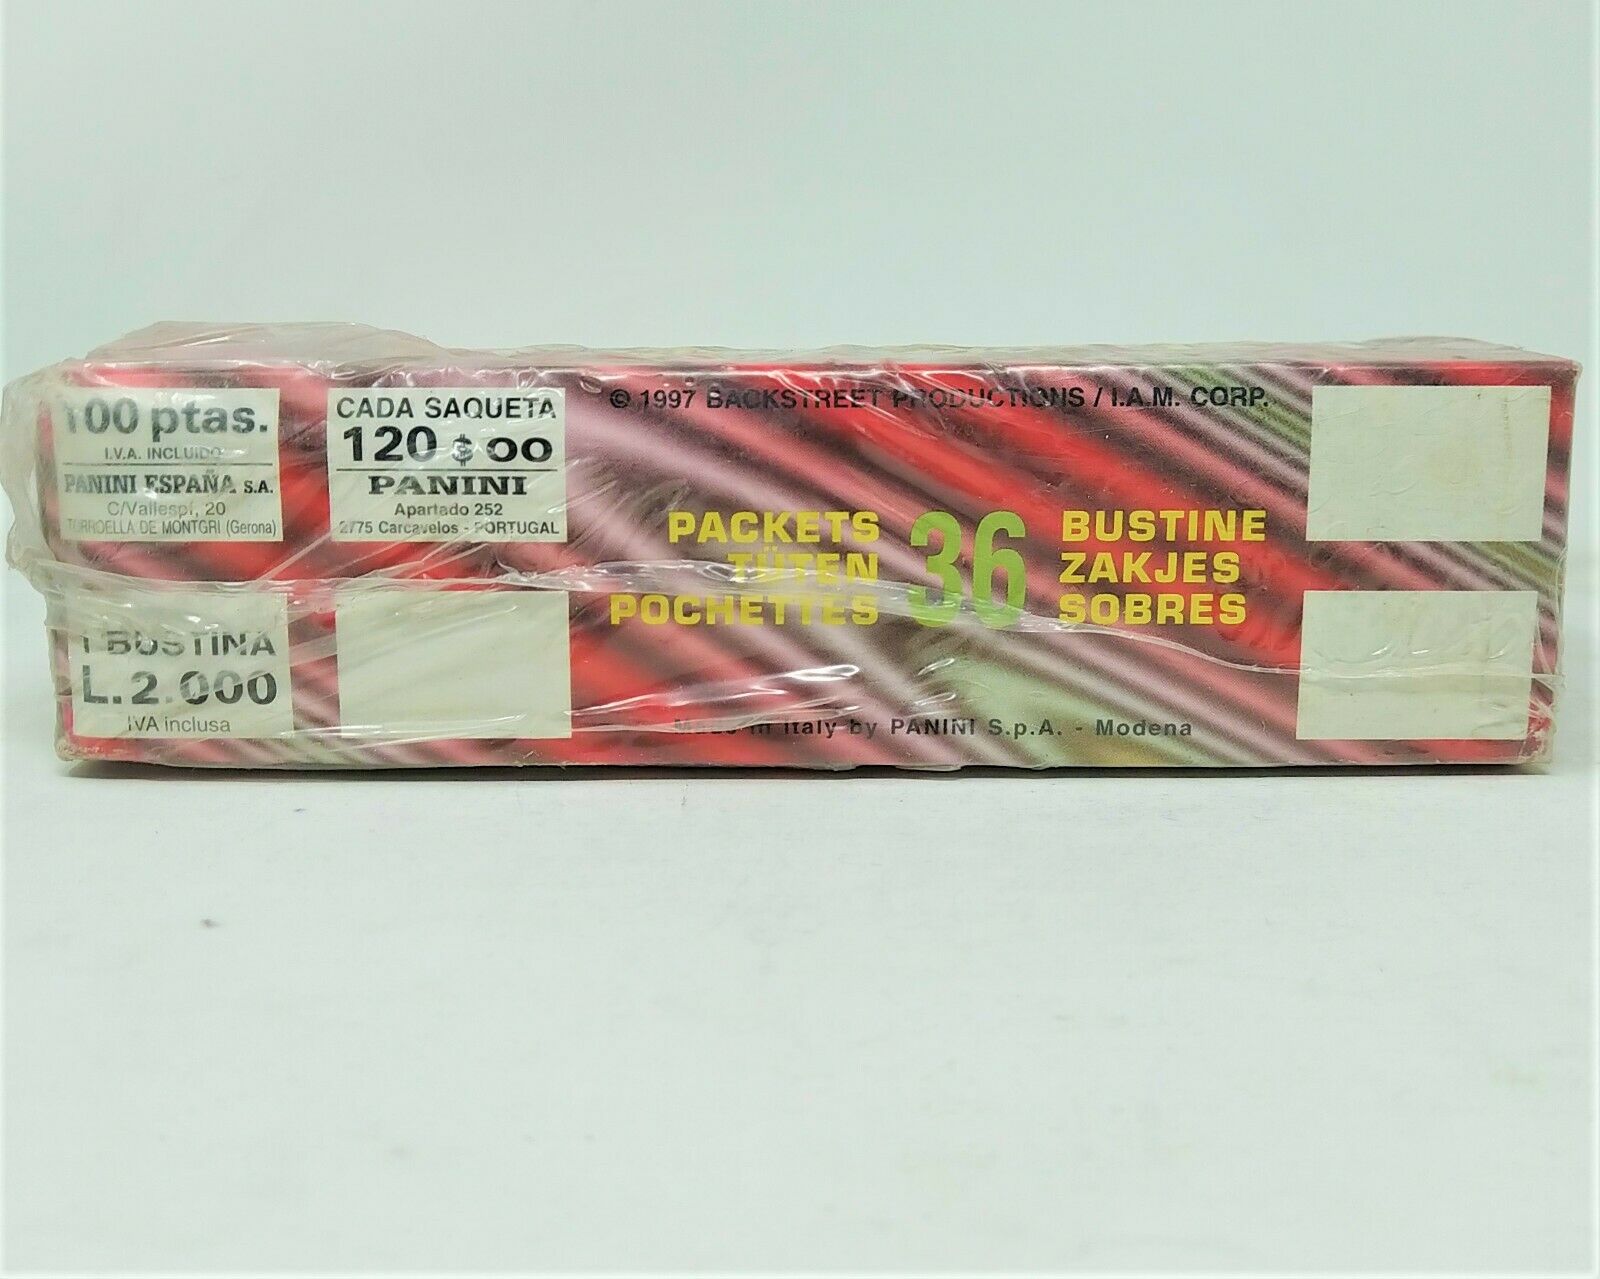 100 ptas.
I.V.A. INCLUIDO
PANINI ESPAÑA S.A.
C/Vallespí, 20
TORROELLA DE MONTGRI (Gerona)
CADA SAQUETA
120 $ 00
PANINI
Apartado 252
2775 Carcavelos - PORTUGAL
© 1997 BACKSTREET PRODUCTIONS / I.A.M. CORP.
PACKETS
TÜTEN
POCHETTES
36
BUSTINE
ZAKJES
SOBRES
1 BUSTINA
L.2.000
IVA inclusa
Made in Italy by PANINI S.p.A. - Modena